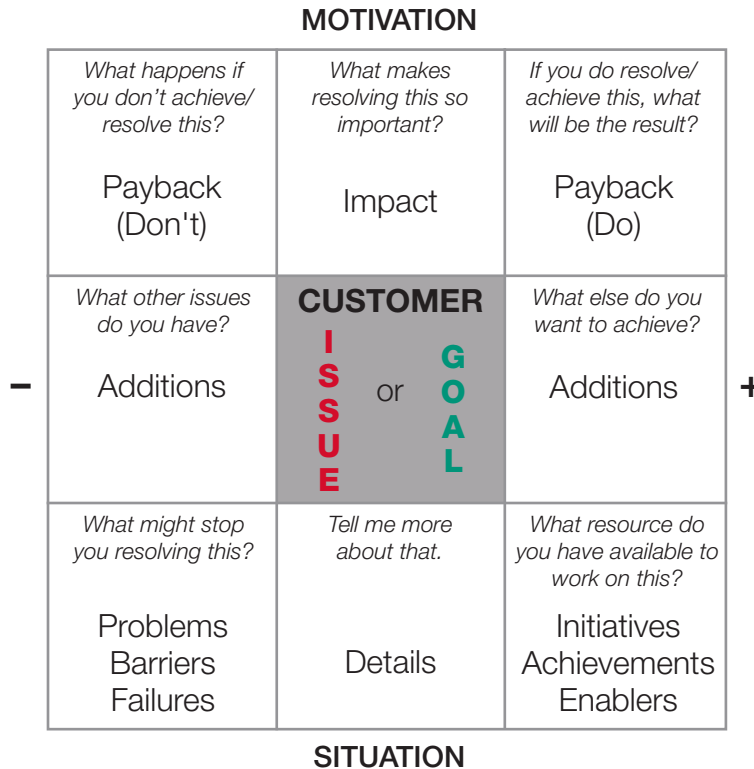 MOTIVATION
What happens if
you don't achieve/
resolve this?
Payback
(Don't)
What makes
resolving this so
important?
Impact
If you do resolve/
achieve this, what
will be the result?
Payback
(Do)
–
What other issues
do you have?
Additions
CUSTOMER
ISSUE
or
GOAL
What else do you
want to achieve?
Additions
+
What might stop
you resolving this?
Problems
Barriers
Failures
Tell me more
about that.
Details
What resource do
you have available to
work on this?
Initiatives
Achievements
Enablers
SITUATION